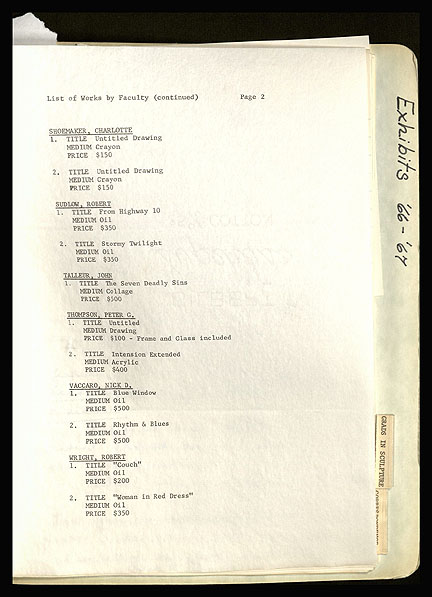 List of Works by Faculty (continued) Page 2
SHOEMAKER, CHARLOTTE
1. TITLE Untitled Drawing
MEDIUM Crayon
PRICE $150
2. TITLE Untitled Drawing
MEDIUM Crayon
PRICE $150
SUDLOW, ROBERT
1. TITLE From Highway 10
MEDIUM Oil
PRICE $350
2. TITLE Stormy Twilight
MEDIUM Oil
PRICE $350
TALLEUR, JOHN
1. TITLE The Seven Deadly Sins
MEDIUM Collage
PRICE $500
THOMPSON, PETER G.
1. TITLE Untitled
MEDIUM Drawing
PRICE $100 - Frame and Glass included
2. TITLE Intension Extended
MEDIUM Acrylic
PRICE $400
VACCARO, NICK D.
1. TITLE Blue Window
MEDIUM Oil
PRICE $500
2. TITLE Rhythm & Blues
MEDIUM Oil
PRICE $500
WRIGHT, ROBERT
1. TITLE "Couch"
MEDIUM Oil
PRICE $200
2. TITLE "Woman in Red Dress"
MEDIUM Oil
PRICE $350
Exhibits '66-'67
GRADS IN SCULPTURE